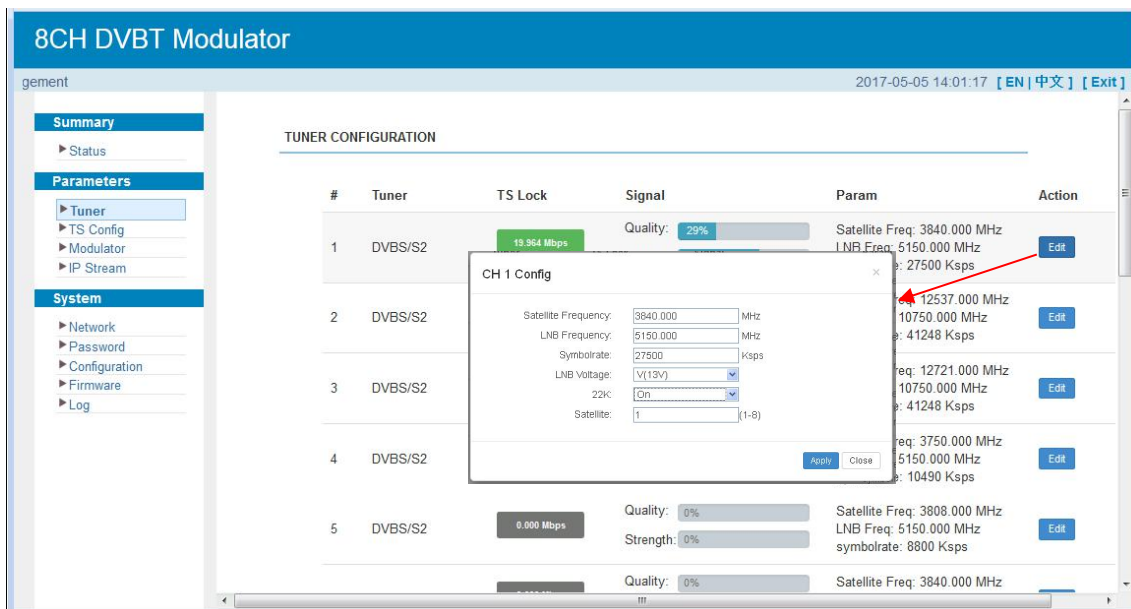 8CH DVBT Modulator
gement
2017-05-05 14:01:17 [ EN | 中文 ] [ Exit ]
Summary
Status
Parameters
Tuner
TS Config
Modulator
IP Stream
System
Network
Password
Configuration
Firmware
Log
TUNER CONFIGURATION
# Tuner TS Lock Signal Param Action
1 DVBS/S2 19.964 Mbps Quality: 29% Satellite Freq: 3840.000 MHz Edit
LNB Freq: 5150.000 MHz
e: 27500 Ksps
CH 1 Config ×
Satellite Frequency: 3840.000 MHz
LNB Frequency: 5150.000 MHz
Symbolrate: 27500 Ksps
LNB Voltage: V(13V)
22K: On
Satellite: 1 (1-8)
Apply Close
2 DVBS/S2 12537.000 MHz Edit
10750.000 MHz
e: 41248 Ksps
3 DVBS/S2 req: 12721.000 MHz Edit
10750.000 MHz
e: 41248 Ksps
4 DVBS/S2 req: 3750.000 MHz Edit
5150.000 MHz
e: 10490 Ksps
5 DVBS/S2 0.000 Mbps Quality: 0% Satellite Freq: 3808.000 MHz Edit
Strength: 0% LNB Freq: 5150.000 MHz
symbolrate: 8800 Ksps
Quality: 0% Satellite Freq: 3840.000 MHz